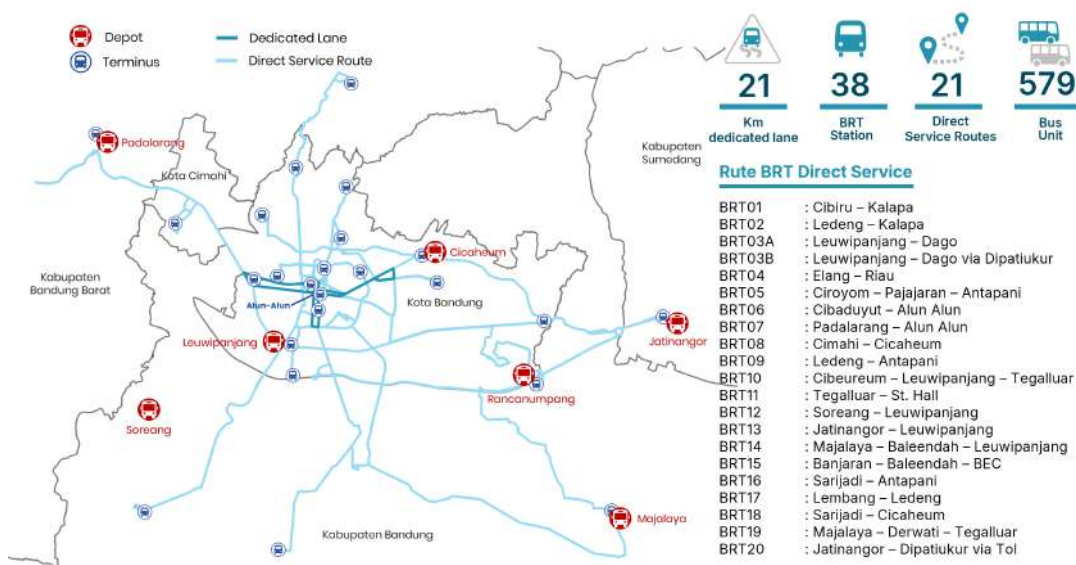 Depot
Terminus
Dedicated Lane
Direct Service Route
21
Km
dedicated lane
38
BRT
Station
21
Direct
Service Routes
579
Bus
Unit
Padalarang
Kota Cimahi
Kabupaten
Sumedang
Kabupaten
Bandung Barat
Cicaheum
Kota Bandung
Alun-Alun
Leuwipanjang
Jatinangor
Rancanumpang
Soreang
Majalaya
Kabupaten Bandung
Rute BRT Direct Service
BRT01 : Cibiru – Kalapa
BRT02 : Ledeng – Kalapa
BRT03A : Leuwipanjang – Dago
BRT03B : Leuwipanjang – Dago via Dipatiukur
BRT04 : Elang – Riau
BRT05 : Ciroyom – Pajajaran – Antapani
BRT06 : Cibaduyut – Alun Alun
BRT07 : Padalarang – Alun Alun
BRT08 : Cimahi – Cicaheum
BRT09 : Ledeng – Antapani
BRT10 : Cibeureum – Leuwipanjang – Tegalluar
BRT11 : Tegalluar – St. Hall
BRT12 : Soreang – Leuwipanjang
BRT13 : Jatinangor – Leuwipanjang
BRT14 : Majalaya – Baleendah – Leuwipanjang
BRT15 : Banjaran – Baleendah – BEC
BRT16 : Sarijadi – Antapani
BRT17 : Lembang – Ledeng
BRT18 : Sarijadi – Cicaheum
BRT19 : Majalaya – Derwati – Tegalluar
BRT20 : Jatinangor – Dipatiukur via Tol